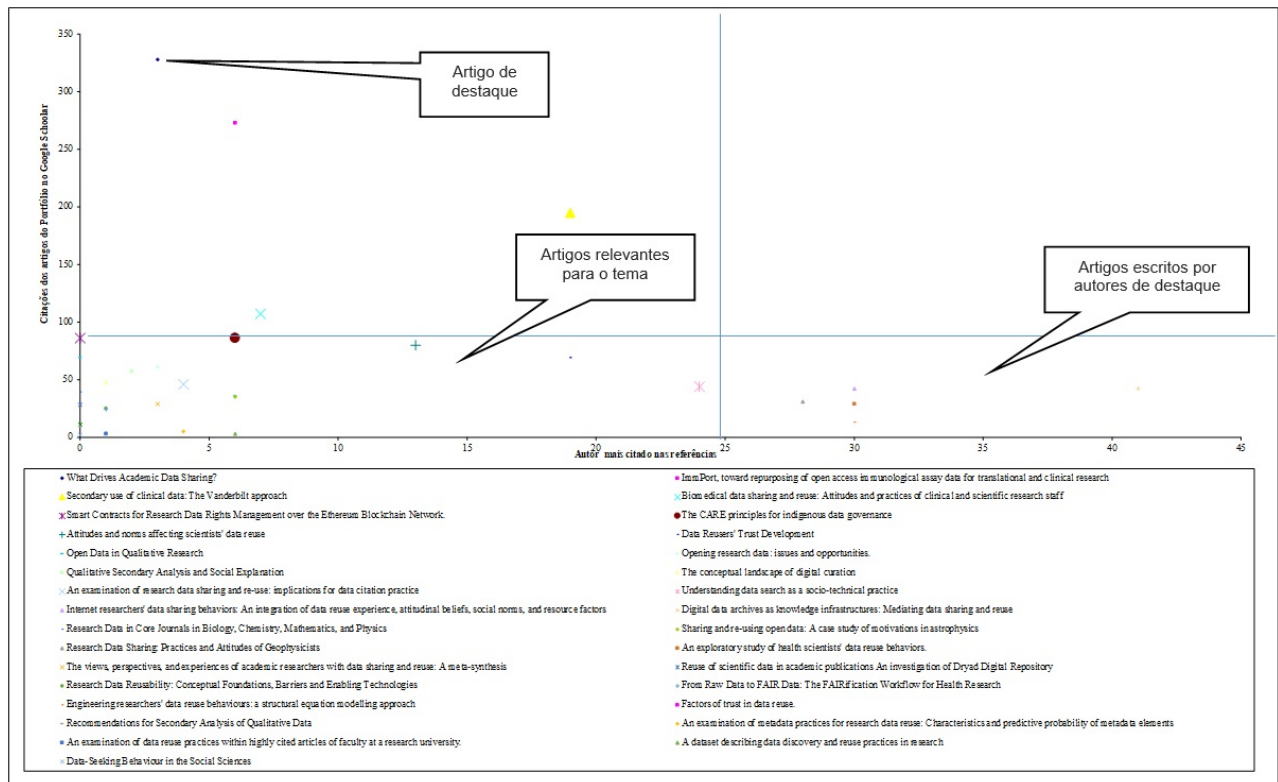 350
300
250
200
150
100
50
0
Citações dos artigos do Portfólio no Google Schoolar
Artigo de
destaque
Artigos relevantes
para o tema
Artigos escritos por
autores de destaque
0 5 10 15 20 25 30 35 40 45
Autor mais citado nas referências
What Drives Academic Data Sharing?
ImmPort, toward repurposing of open access immunological assay data for translational and clinical research
Secondary use of clinical data: The Vanderbilt approach
Biomedical data sharing and reuse: Attitudes and practices of clinical and scientific research staff
Smart Contracts for Research Data Rights Management over the Ethereum Blockchain Network.
The CARE principles for indigenous data governance
Attitudes and norms affecting scientists' data reuse
Data Reusers' Trust Development
Open Data in Qualitative Research
Opening research data: issues and opportunities.
Qualitative Secondary Analysis and Social Explanation
The conceptual landscape of digital curation
An examination of research data sharing and re-use: implications for data citation practice
Understanding data search as a socio-technical practice
Internet researchers' data sharing behaviors: An integration of data reuse experience, attitudinal beliefs, social norms, and resource factors
Digital data archives as knowledge infrastructures: Mediating data sharing and reuse
Research Data in Core Journals in Biology, Chemistry, Mathematics, and Physics
Sharing and re-using open data: A case study of motivations in astrophysics
Research Data Sharing: Practices and Attitudes of Geophysicists
An exploratory study of health scientists' data reuse behaviors.
The views, perspectives, and experiences of academic researchers with data sharing and reuse: A meta-synthesis
Reuse of scientific data in academic publications An investigation of Dryad Digital Repository
Research Data Reusability: Conceptual Foundations, Barriers and Enabling Technologies
From Raw Data to FAIR Data: The FAIRification Workflow for Health Research
Engineering researchers' data reuse behaviours: a structural equation modelling approach
Factors of trust in data reuse.
Recommendations for Secondary Analysis of Qualitative Data
An examination of metadata practices for research data reuse: Characteristics and predictive probability of metadata elements
An examination of data reuse practices within highly cited articles of faculty at a research university.
A dataset describing data discovery and reuse practices in research
Data-Seeking Behaviour in the Social Sciences